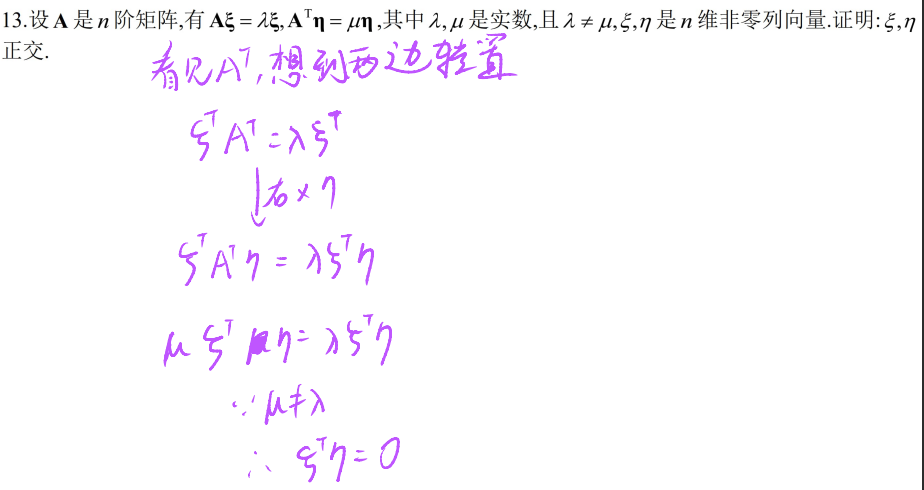 13.设 A 是 n 阶矩阵,有 Aξ = λξ, Aᵀη = μη ,其中 λ, μ 是实数,且 λ ≠ μ, ξ, η 是 n 维非零列向量.证明: ξ, η
正交.
看见Aᵀ,想到两边转置
ξᵀAᵀ=λξᵀ
↓右×η
ξᵀAᵀη = λξᵀη
μξᵀη=λξᵀη
∵μ≠λ
∴ ξᵀη=0